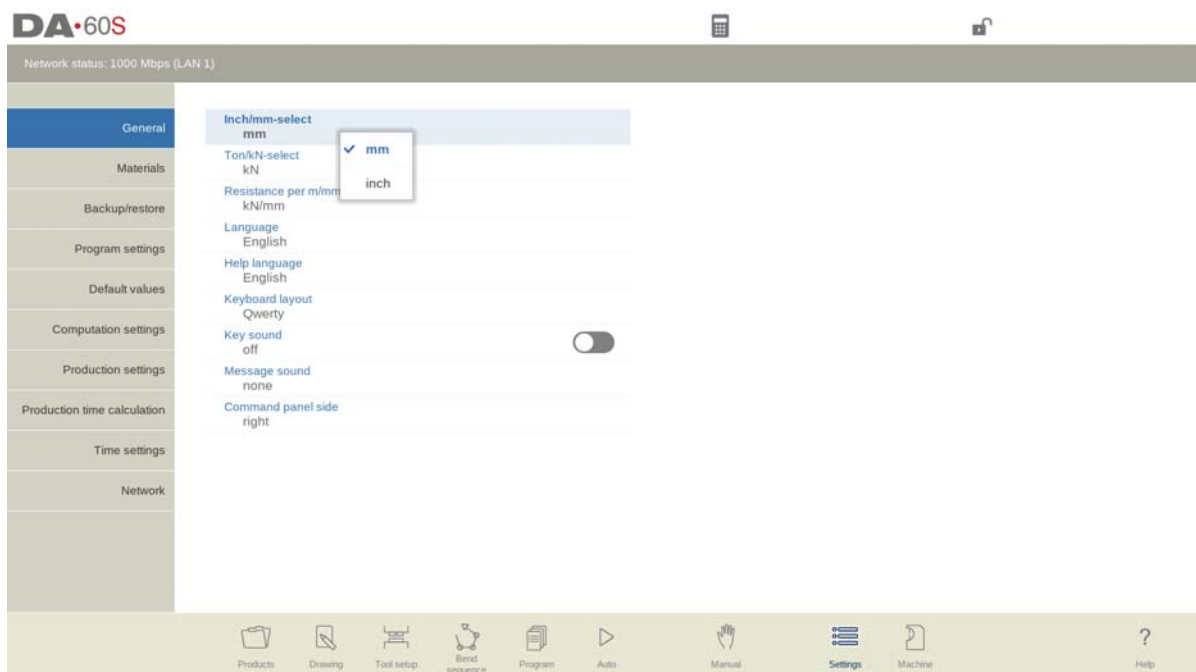 DA•60S
Network status: 1000 Mbps (LAN 1)
General
Materials
Backup/restore
Program settings
Default values
Computation settings
Production settings
Production time calculation
Time settings
Network
Inch/mm-select
mm
Ton/kN-select
kN
Resistance per m/mm
kN/mm
Language
English
Help language
English
Keyboard layout
Qwerty
Key sound
off
Message sound
none
Command panel side
right
mm
inch
Products
Drawing
Tool setup
Bend
sequence
Program
Auto
Manual
Settings
Machine
? 
Help